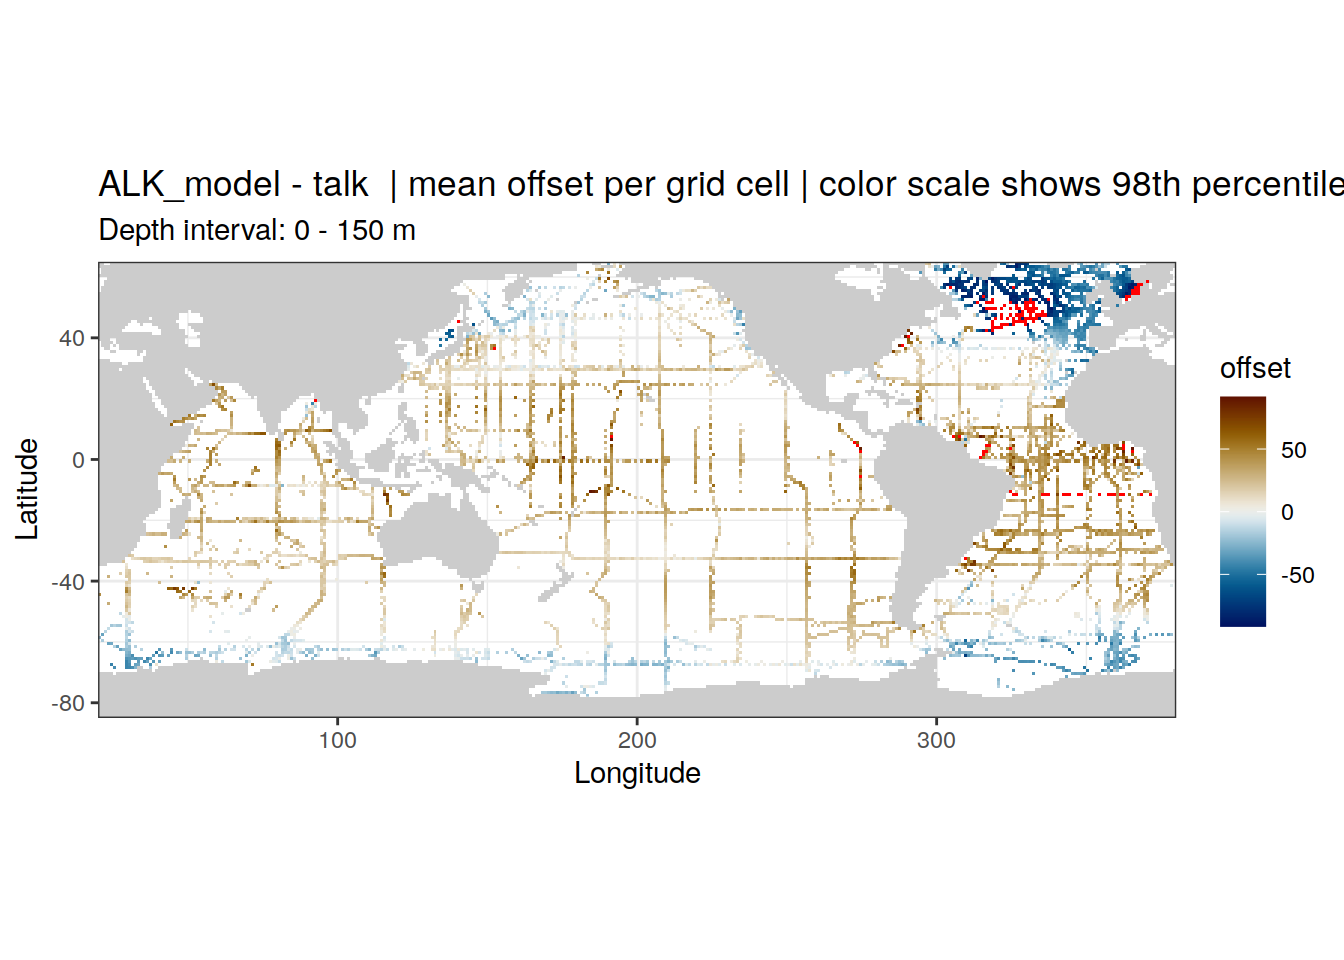 ALK_model - talk  | mean offset per grid cell | color scale shows 98th percentile
Depth interval: 0 - 150 m
40
0
-40
-80
Latitude
100
200
300
Longitude
offset
50
0
-50